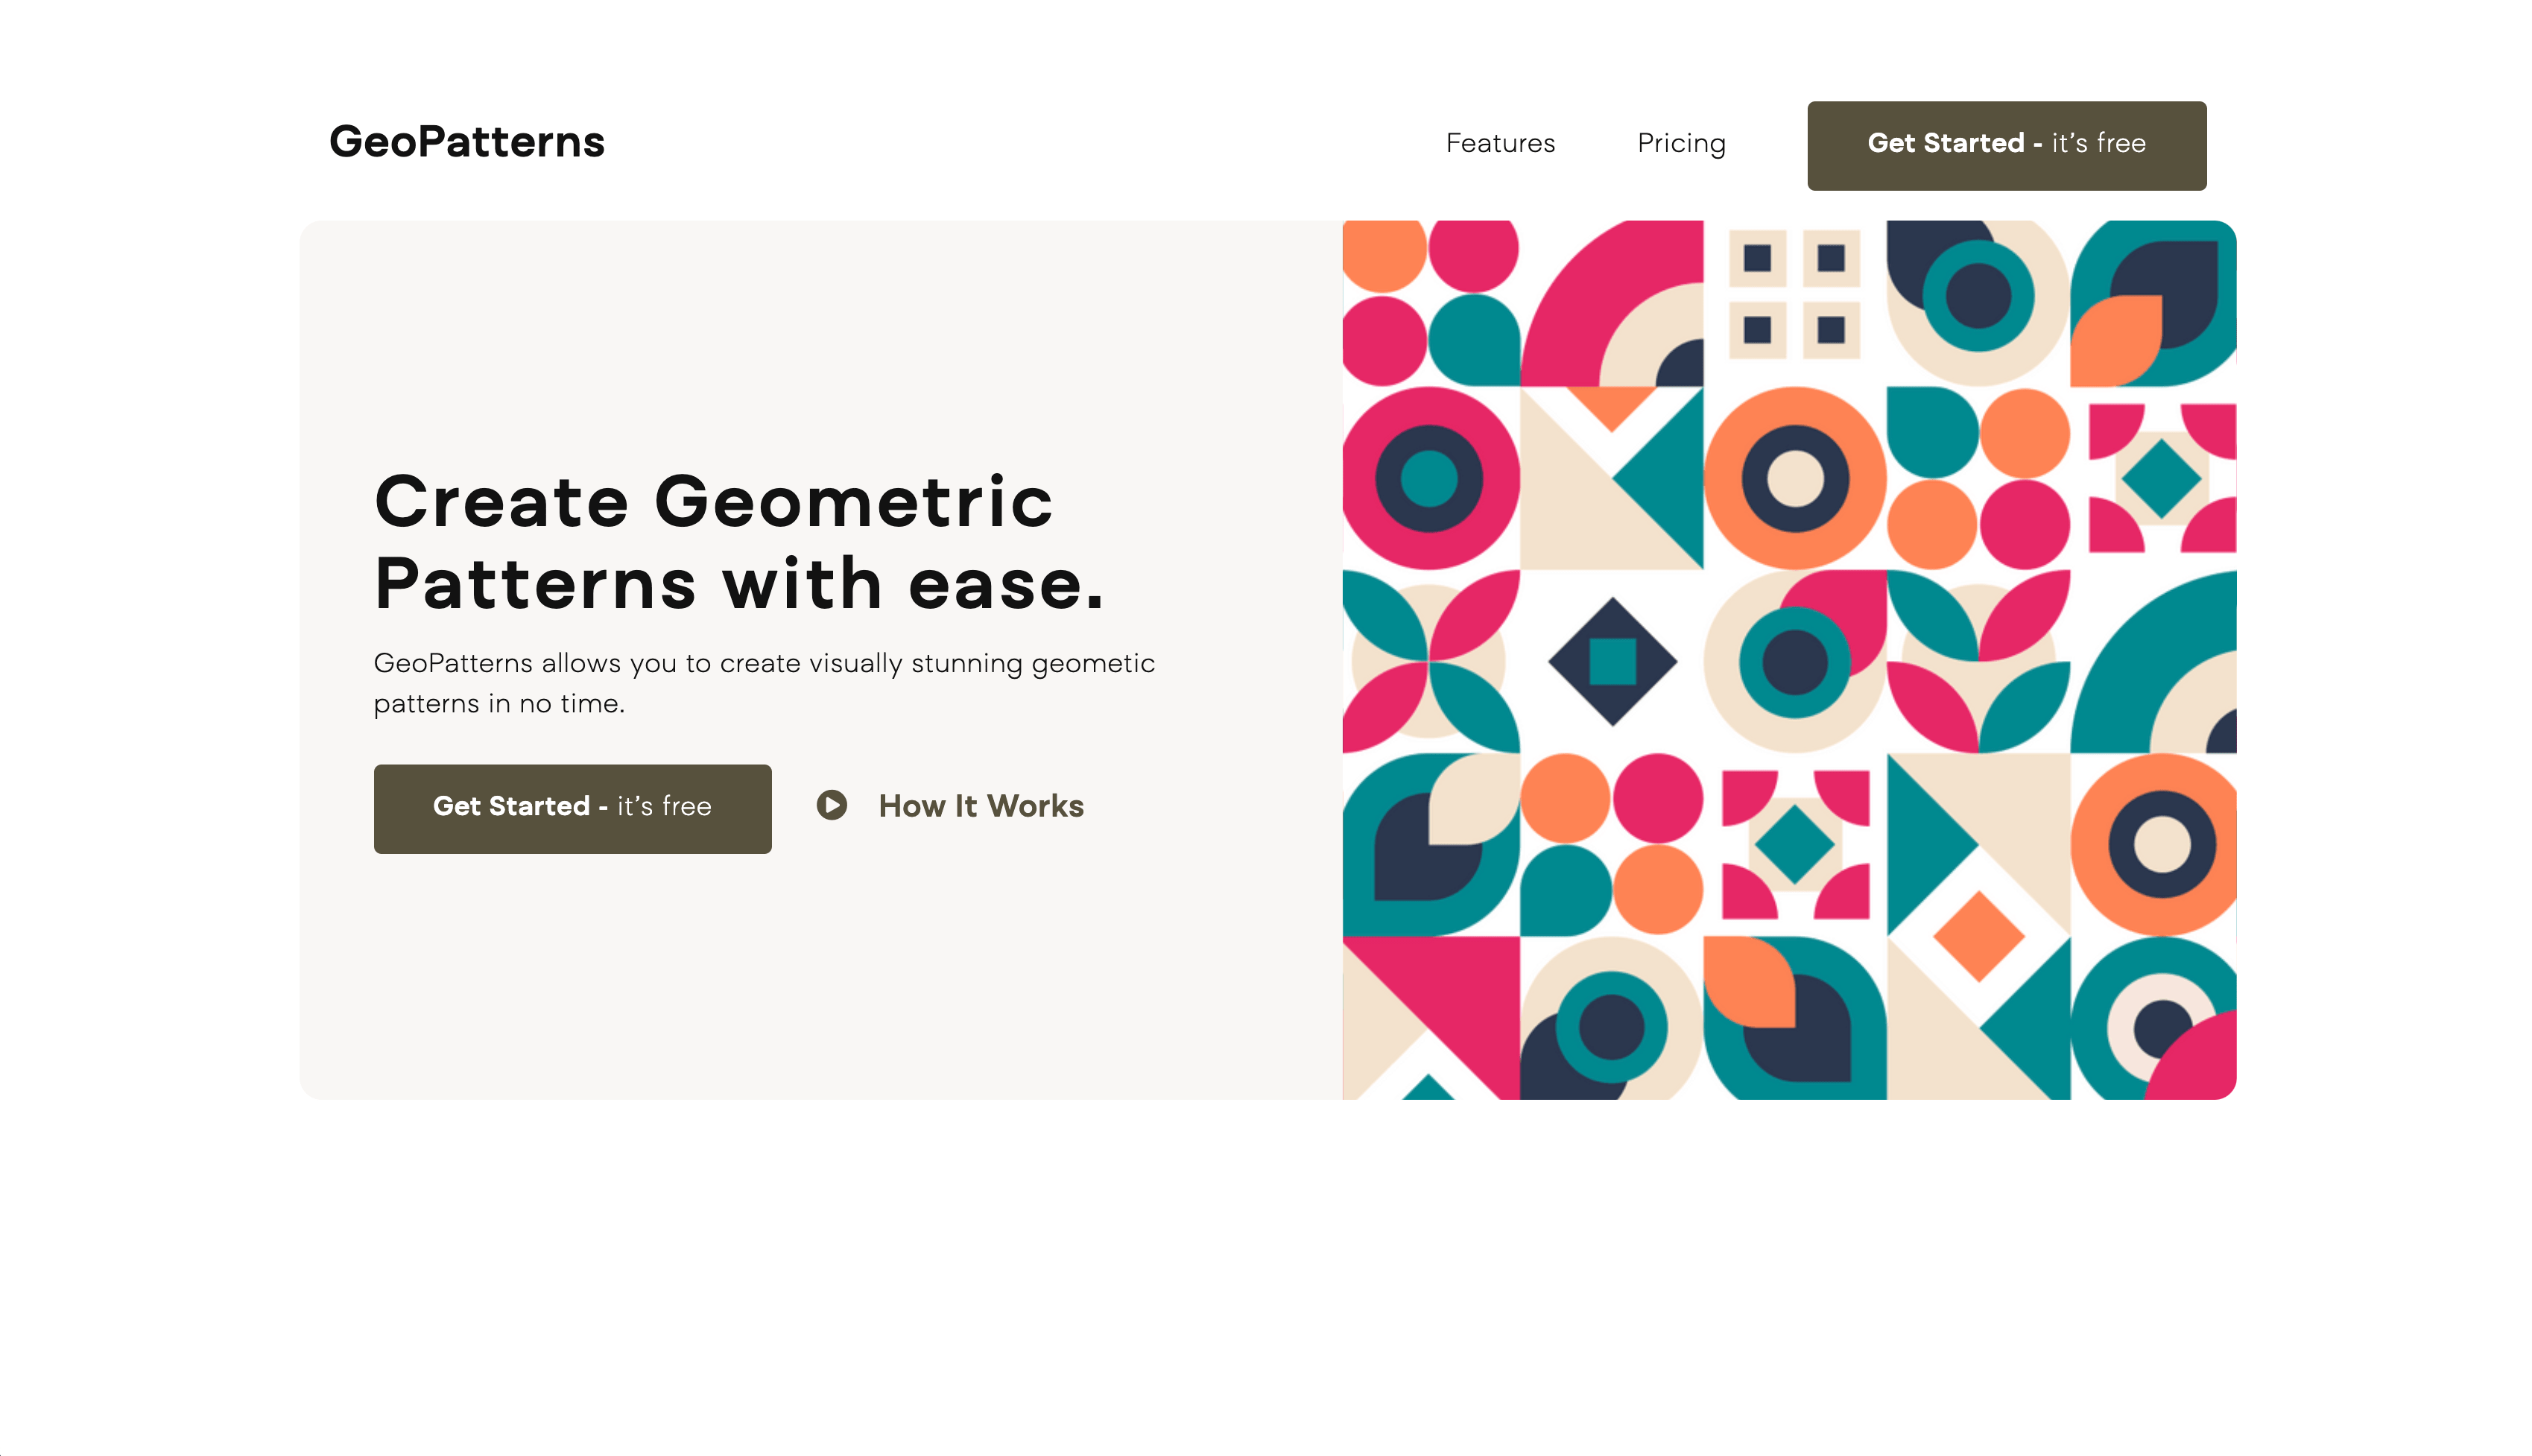 GeoPatterns
Features
Pricing
Get Started - it’s free
Create Geometric
Patterns with ease.
GeoPatterns allows you to create visually stunning geometic
patterns in no time.
Get Started - it’s free
How It Works